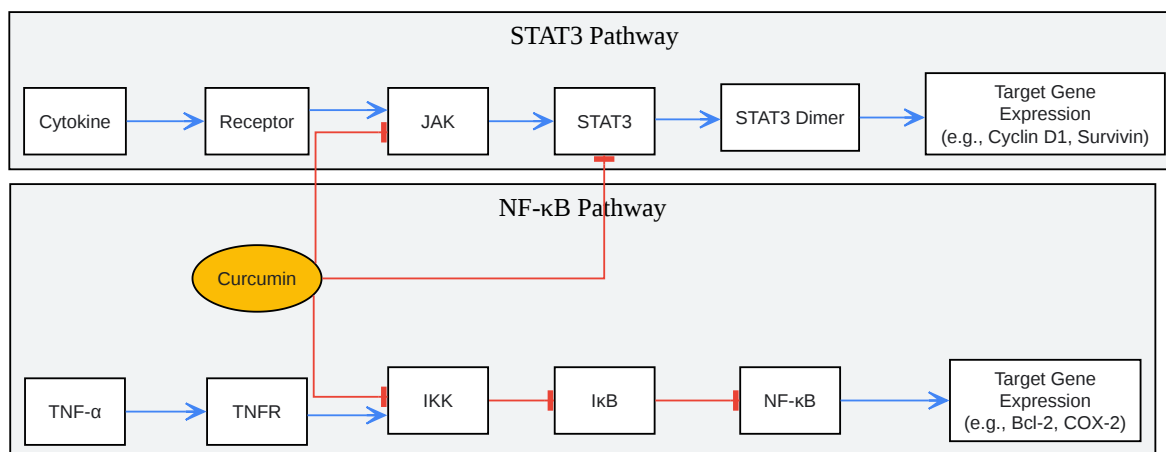 STAT3 Pathway
Cytokine
Receptor
JAK
STAT3
STAT3 Dimer
Target Gene
Expression
(e.g., Cyclin D1, Survivin)
NF-κB Pathway
Curcumin
TNF-α
TNFR
IKK
IκB
NF-κB
Target Gene
Expression
(e.g., Bcl-2, COX-2)